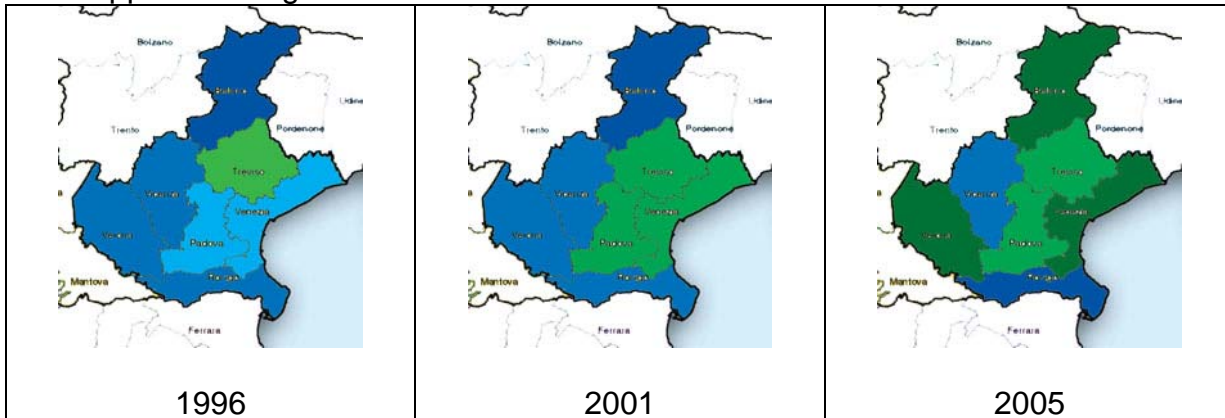 Bolzano
Belluno
Udine
Trento
Pordenone
Treviso
Vicenza
Venezia
Verona
Padova
Rovigo
Mantova
Ferrara
1996
Bolzano
Belluno
Udine
Trento
Pordenone
Treviso
Vicenza
Venezia
Verona
Padova
Rovigo
Mantova
Ferrara
2001
Bolzano
Belluno
Udine
Trento
Pordenone
Treviso
Vicenza
Venezia
Verona
Padova
Rovigo
Mantova
Ferrara
2005